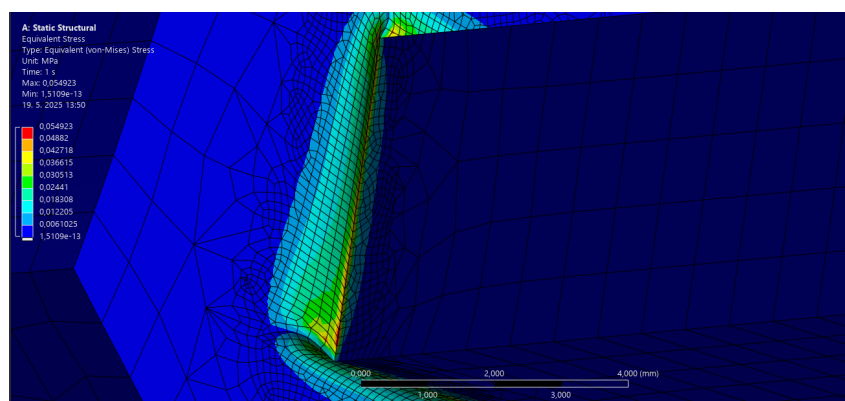 A: Static Structural
Equivalent Stress
Type: Equivalent (von-Mises) Stress
Unit: MPa
Time: 1 s
Max: 0,054923
Min: 1,5109e-13
19. 5. 2025 13:50
0,054923
0,04882
0,042718
0,036615
0,030513
0,02441
0,018308
0,012205
0,0061025
1,5109e-13
0,000 2,000 4,000 (mm)
1,000 3,000